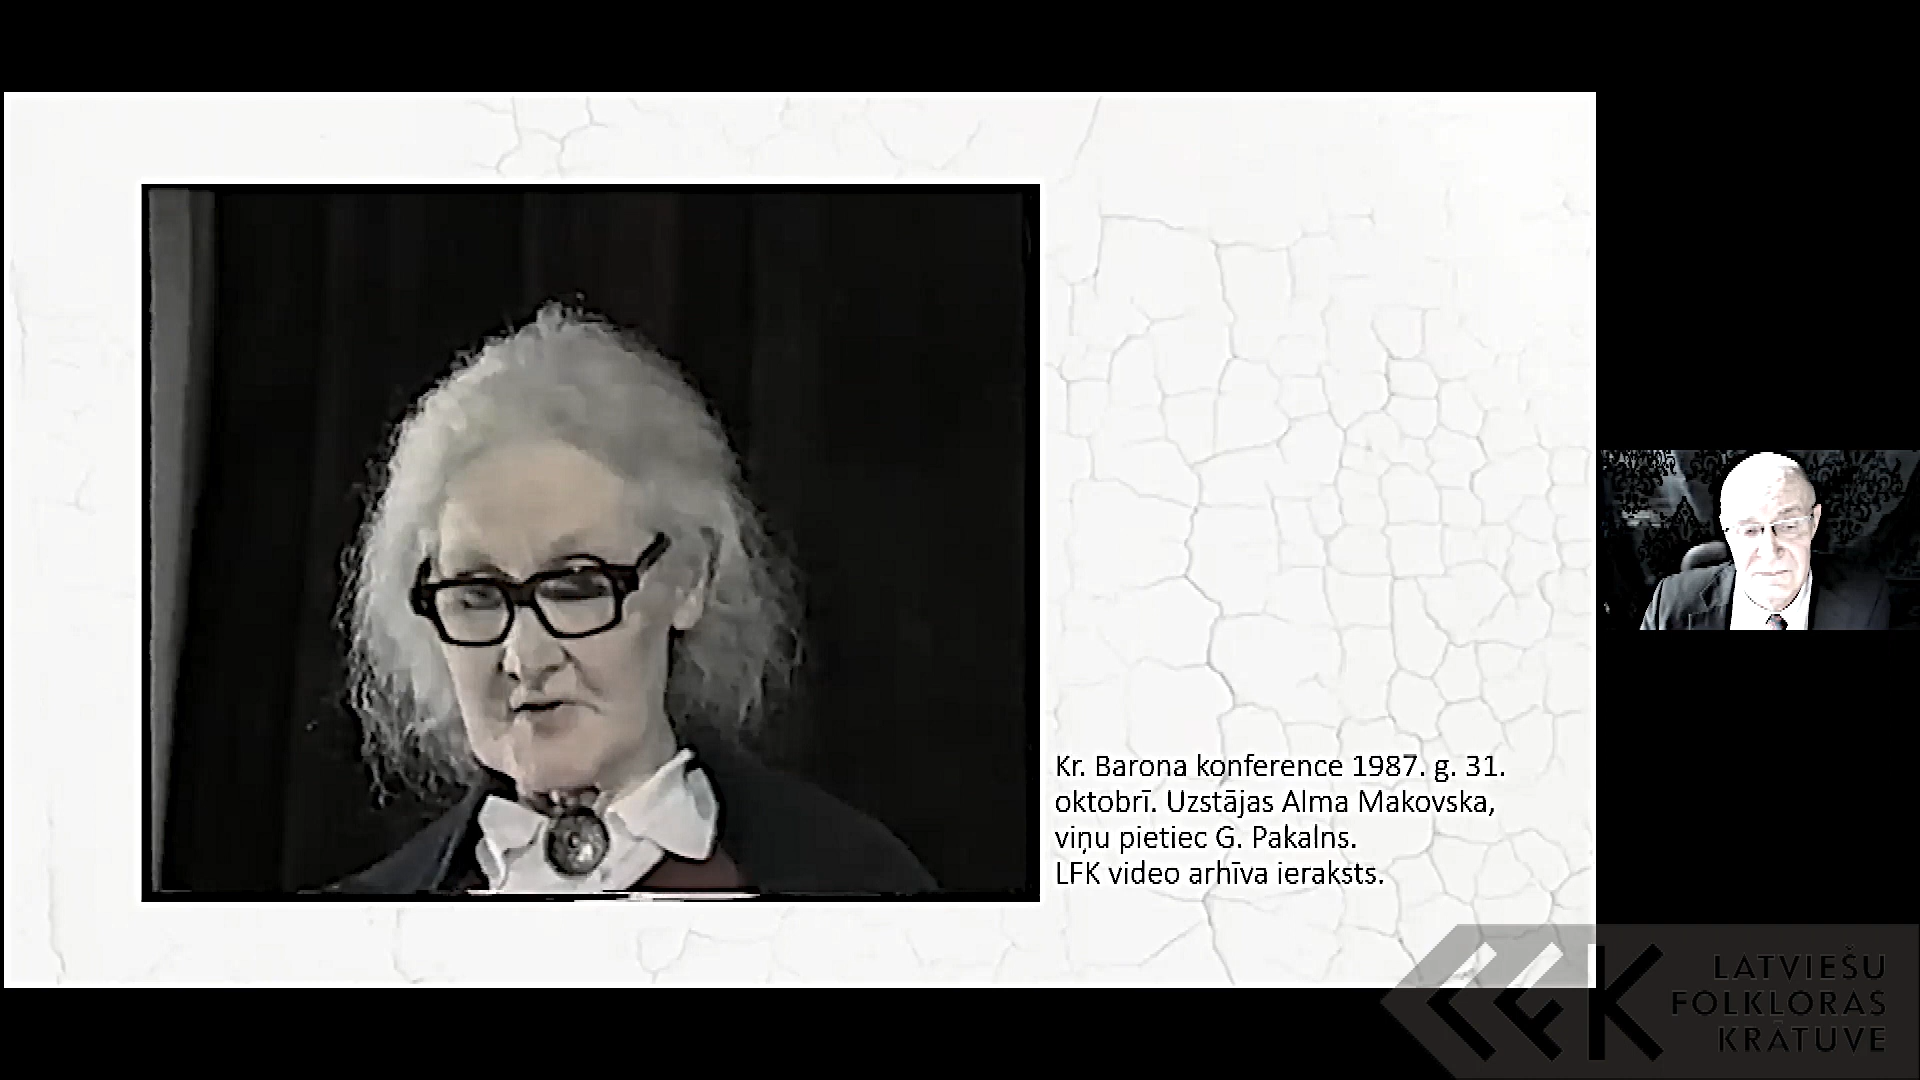 Kr. Barona konference 1987. g. 31.
oktobrī. Uzstājas Alma Makovska,
viņu pietiec G. Pakalns.
LFK video arhīva ieraksts.
LFK
LATVIEŠU
FOLKLORAS
KRĀTUVE